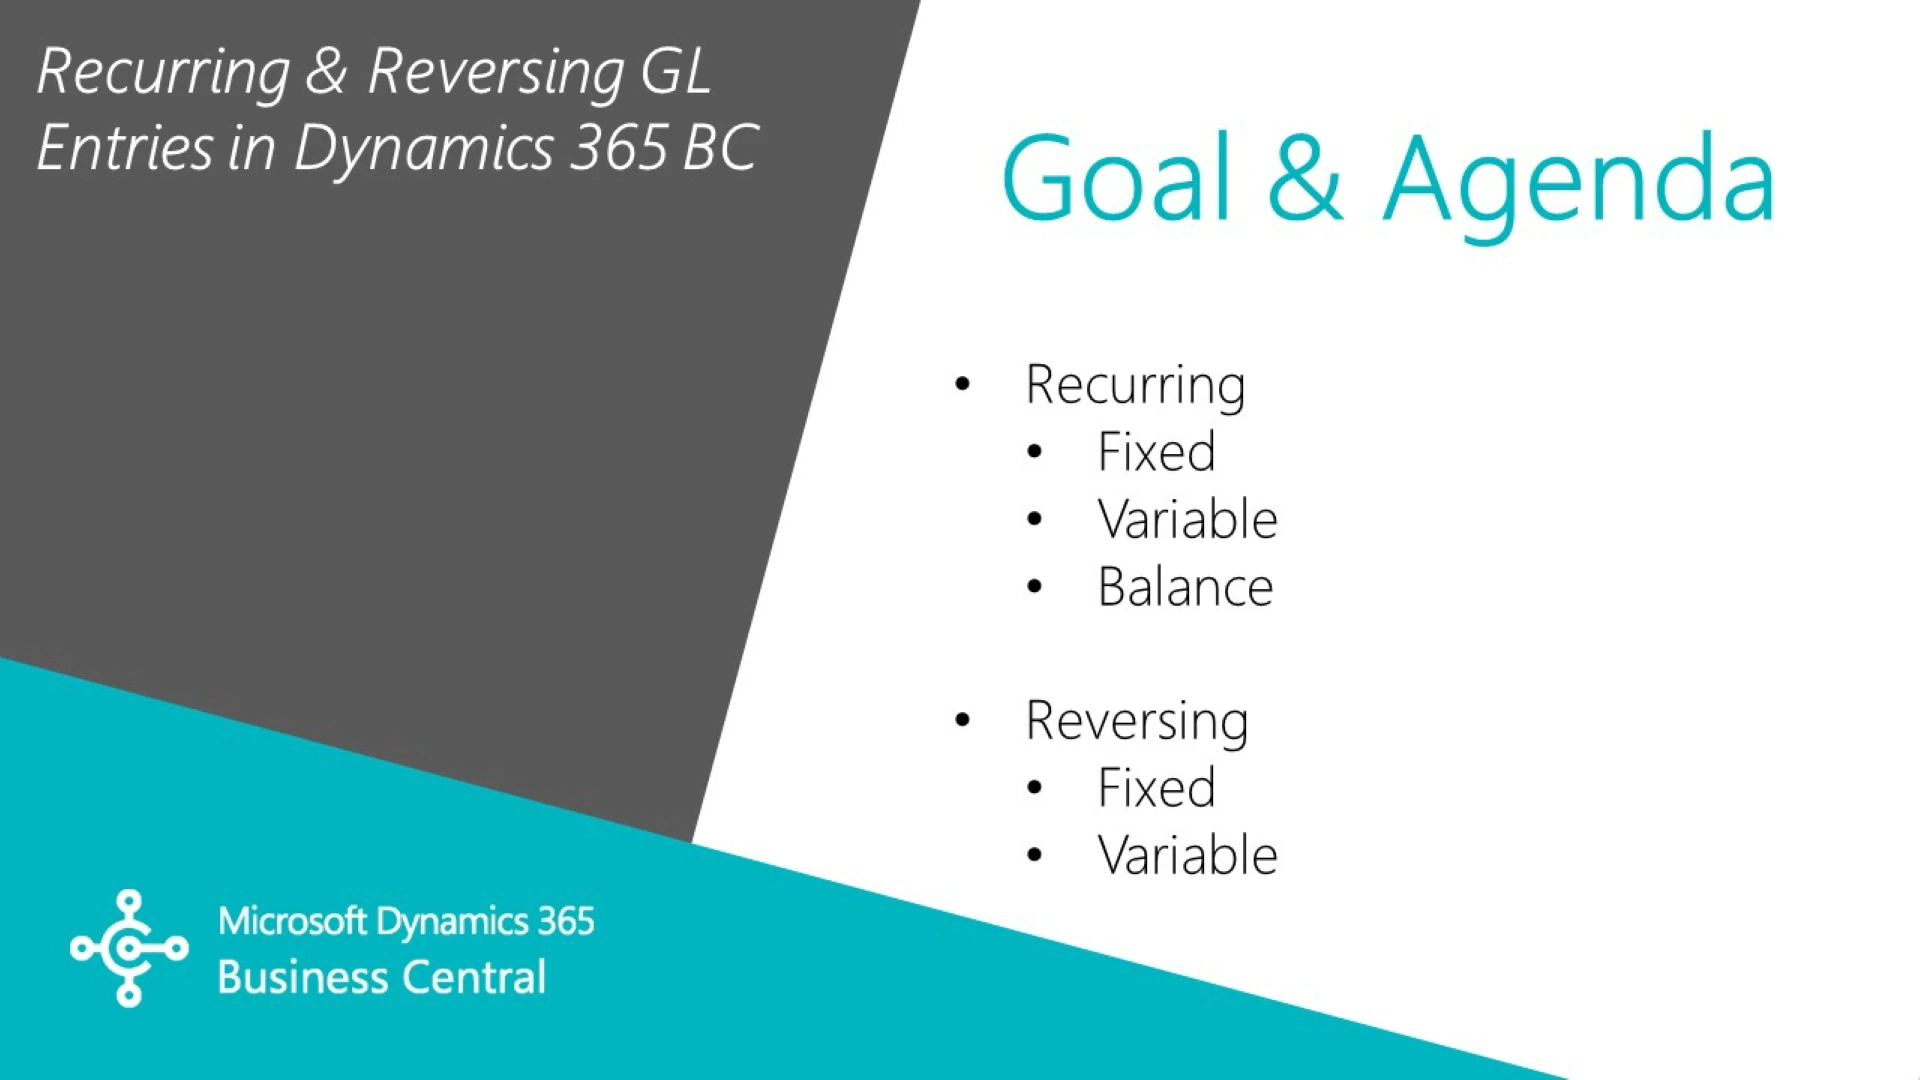 Recurring & Reversing GL
Entries in Dynamics 365 BC
Goal & Agenda
• Recurring
• Fixed
• Variable
• Balance
• Reversing
• Fixed
• Variable
Microsoft Dynamics 365
Business Central